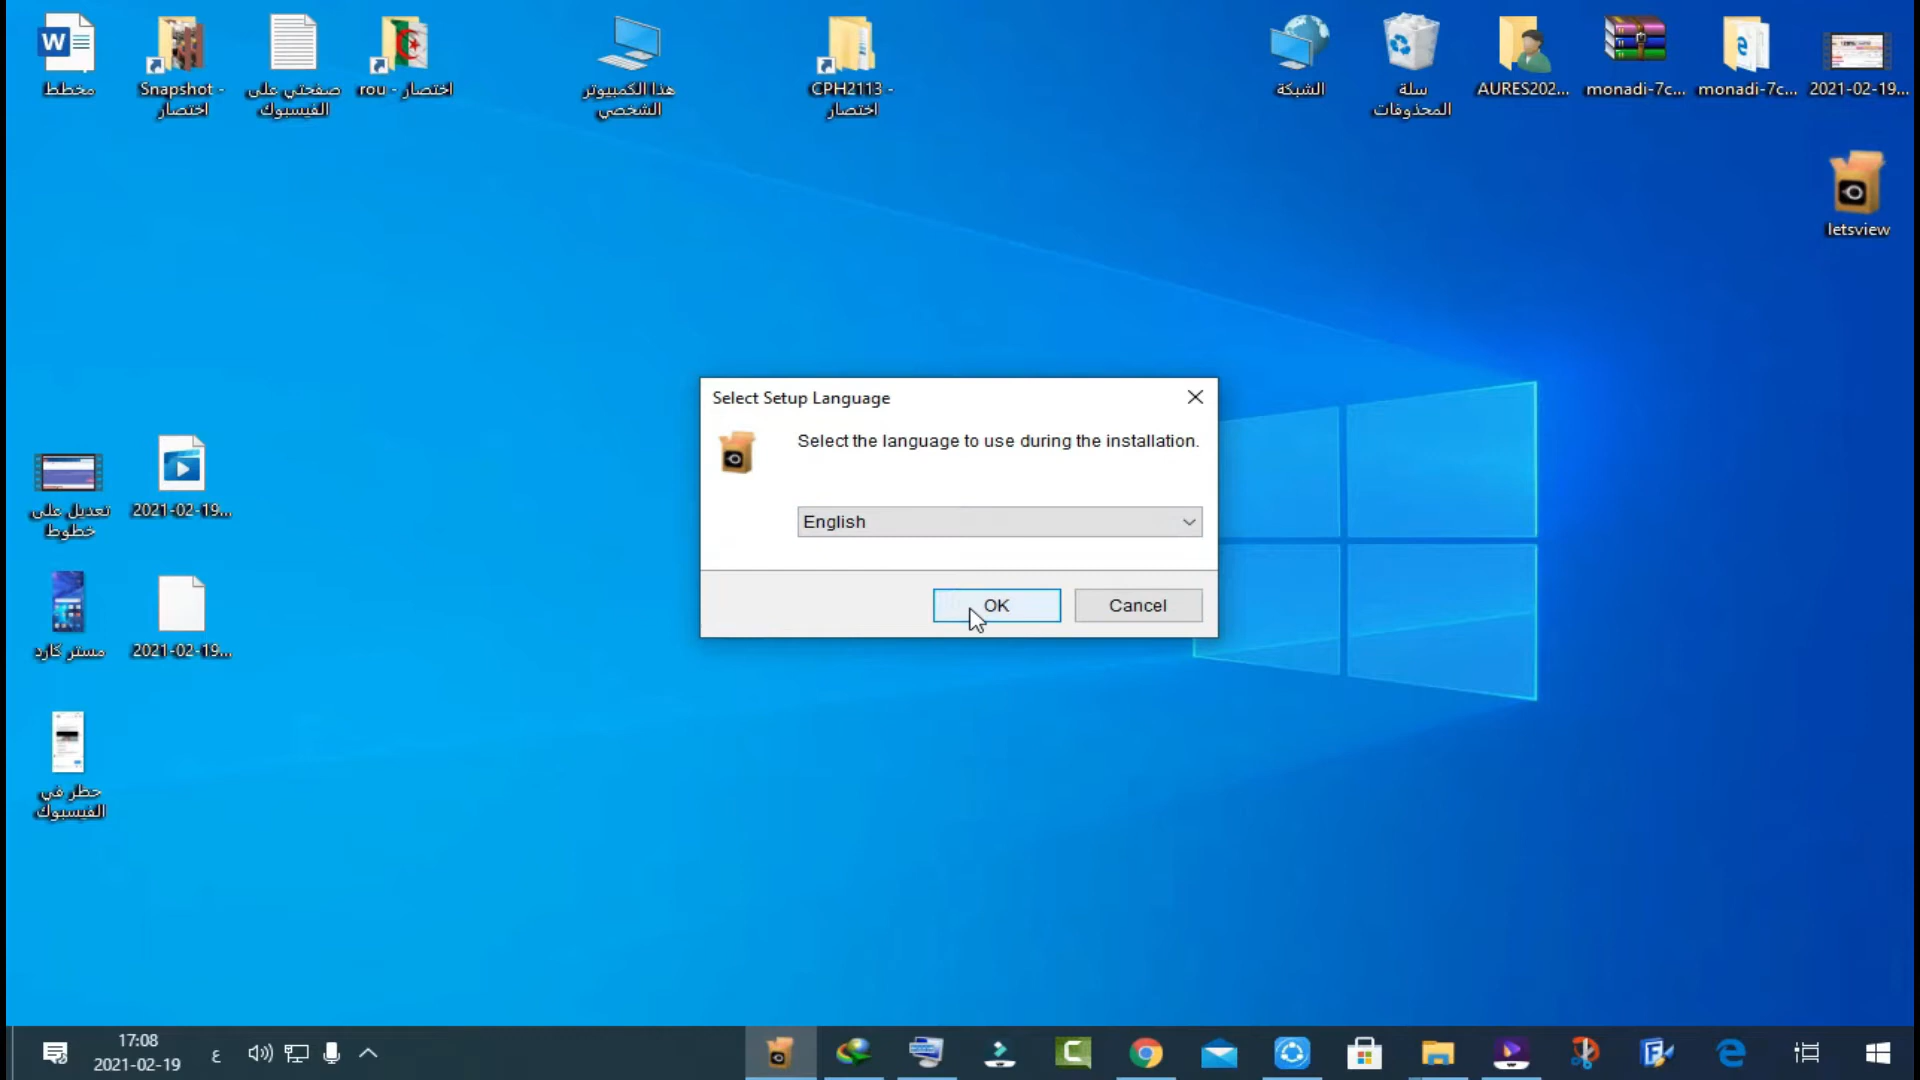 مخطط
Snapshot -
اختصار
صفحتي على
الفيسبوك
rou - اختصار
هذا الكمبيوتر
الشخصي
CPH2113 -
اختصار
الشبكة
سلة
المحذوفات
AURES202...
monadi-7c...
monadi-7c...
2021-02-19...
letsview
Select Setup Language
Select the language to use during the installation.
English
OK
Cancel
تعديل على
خطوط
2021-02-19...
مستر كارد
2021-02-19...
حظر في
الفيسبوك
17:08
2021-02-19
ع